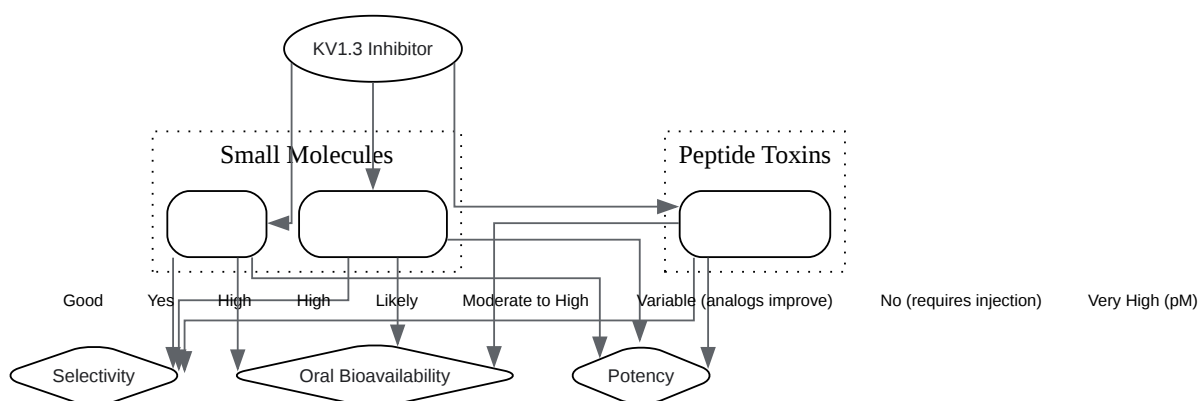 KV1.3 Inhibitor
Small Molecules
Peptide Toxins
Good
Yes
High
High
Likely
Moderate to High
Variable (analogs improve)
No (requires injection)
Very High (pM)
Selectivity
Oral Bioavailability
Potency